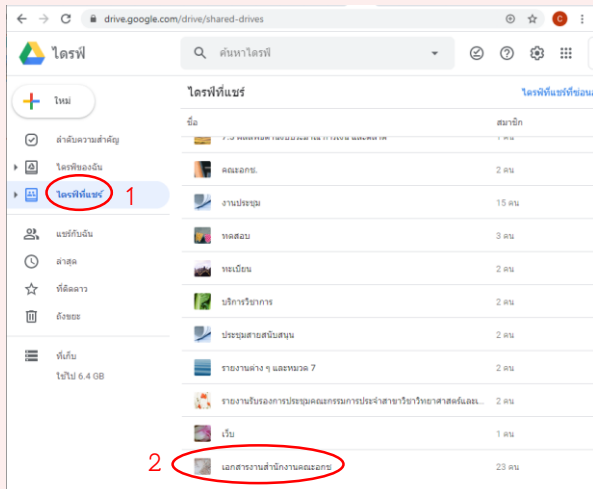 drive.google.com/drive/shared-drives
C
ไดรฟ์
ค้นหาไดรฟ์
ใหม่
ไดรฟ์ที่แชร์
ไดรฟ์ที่แชร์ที่ซ่อน
ชื่อ
สมาชิก
ลำดับความสำคัญ
ไดรฟ์ของฉัน
คณะอกช.
2 คน
ไดรฟ์ที่แชร์
1
งานประชุม
15 คน
แชร์กับฉัน
ทดสอบ
3 คน
ล่าสุด
ทะเบียน
2 คน
ที่ติดดาว
บริการวิชาการ
2 คน
ถังขยะ
ประชุมสายสนับสนุน
2 คน
ที่เก็บ
ใช้ไป 6.4 GB
รายงานต่าง ๆ และหมวด 7
2 คน
รายงานรับรองการประชุมคณะกรรมการประจำสาขาวิชาวิทยาศาสตร์และเ...
2 คน
เว็บ
1 คน
2
เอกสารงานสำนักงานคณะอกช
23 คน